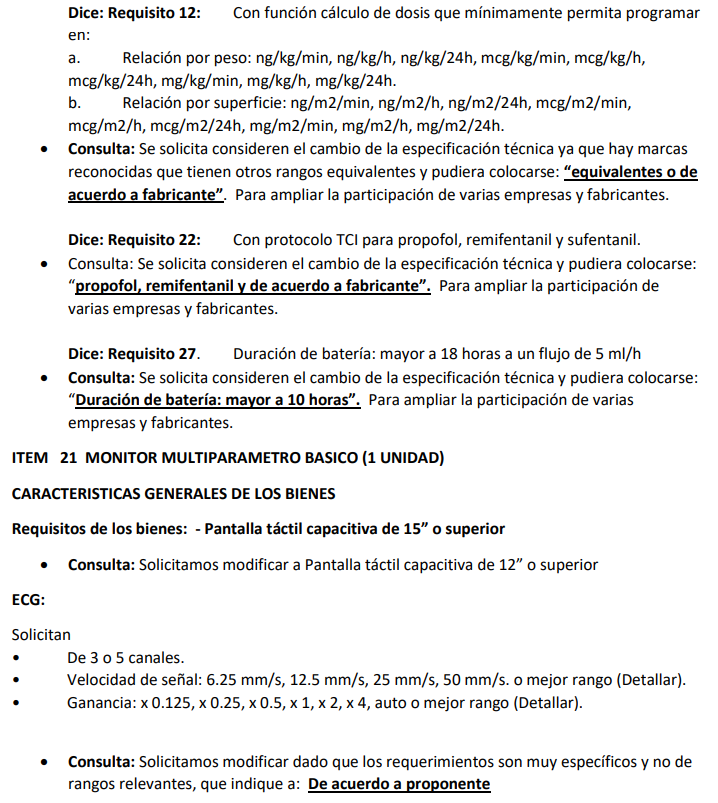 Dice: Requisito 12: Con función cálculo de dosis que mínimamente permita programar
en:
a. Relación por peso: ng/kg/min, ng/kg/h, ng/kg/24h, mcg/kg/min, mcg/kg/h,
mcg/kg/24h, mg/kg/min, mg/kg/h, mg/kg/24h.
b. Relación por superficie: ng/m2/min, ng/m2/h, ng/m2/24h, mcg/m2/min,
mcg/m2/h, mcg/m2/24h, mg/m2/min, mg/m2/h, mg/m2/24h.
• Consulta: Se solicita consideren el cambio de la especificación técnica ya que hay marcas
reconocidas que tienen otros rangos equivalentes y pudiera colocarse: “equivalentes o de
acuerdo a fabricante”. Para ampliar la participación de varias empresas y fabricantes.
Dice: Requisito 22: Con protocolo TCI para propofol, remifentanil y sufentanil.
• Consulta: Se solicita consideren el cambio de la especificación técnica y pudiera colocarse:
“propofol, remifentanil y de acuerdo a fabricante”. Para ampliar la participación de
varias empresas y fabricantes.
Dice: Requisito 27. Duración de batería: mayor a 18 horas a un flujo de 5 ml/h
• Consulta: Se solicita consideren el cambio de la especificación técnica y pudiera colocarse:
“Duración de batería: mayor a 10 horas”. Para ampliar la participación de varias
empresas y fabricantes.
ITEM 21 MONITOR MULTIPARAMETRO BASICO (1 UNIDAD)
CARACTERISTICAS GENERALES DE LOS BIENES
Requisitos de los bienes: - Pantalla táctil capacitiva de 15” o superior
• Consulta: Solicitamos modificar a Pantalla táctil capacitiva de 12” o superior
ECG:
Solicitan
• De 3 o 5 canales.
• Velocidad de señal: 6.25 mm/s, 12.5 mm/s, 25 mm/s, 50 mm/s. o mejor rango (Detallar).
• Ganancia: x 0.125, x 0.25, x 0.5, x 1, x 2, x 4, auto o mejor rango (Detallar).
• Consulta: Solicitamos modificar dado que los requerimientos son muy específicos y no de
rangos relevantes, que indique a: De acuerdo a proponente